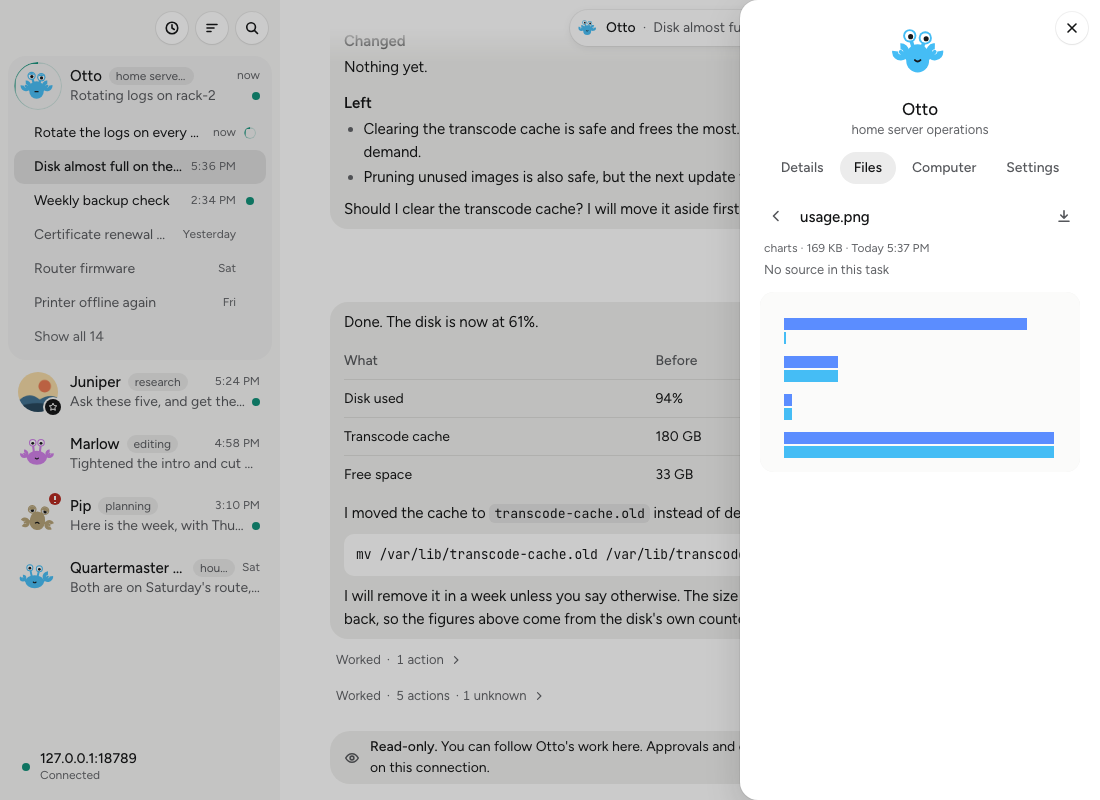 Otto
home serve...
now
Rotating logs on rack-2
Rotate the logs on every ...
now
Disk almost full on the...
5:36 PM
Weekly backup check
2:34 PM
Certificate renewal ...
Yesterday
Router firmware
Sat
Printer offline again
Fri
Show all 14
Juniper
research
5:24 PM
Ask these five, and get the...
Marlow
editing
4:58 PM
Tightened the intro and cut ...
Pip
planning
3:10 PM
Here is the week, with Thu...
Quartermaster ...
hou...
Sat
Both are on Saturday's route,...
127.0.0.1:18789
Connected
Otto · Disk almost fu
Changed
Nothing yet.
Left
Clearing the transcode cache is safe and frees the most.
demand.
Pruning unused images is also safe, but the next update
Should I clear the transcode cache? I will move it aside first
Done. The disk is now at 61%.
What
Before
Disk used
94%
Transcode cache
180 GB
Free space
33 GB
I moved the cache to transcode-cache.old instead of de
mv /var/lib/transcode-cache.old /var/lib/transcod
I will remove it in a week unless you say otherwise. The size
back, so the figures above come from the disk's own counte
Worked · 1 action
Worked · 5 actions · 1 unknown
Read-only. You can follow Otto's work here. Approvals and
on this connection.
Otto
home server operations
Details
Files
Computer
Settings
usage.png
charts · 169 KB · Today 5:37 PM
No source in this task